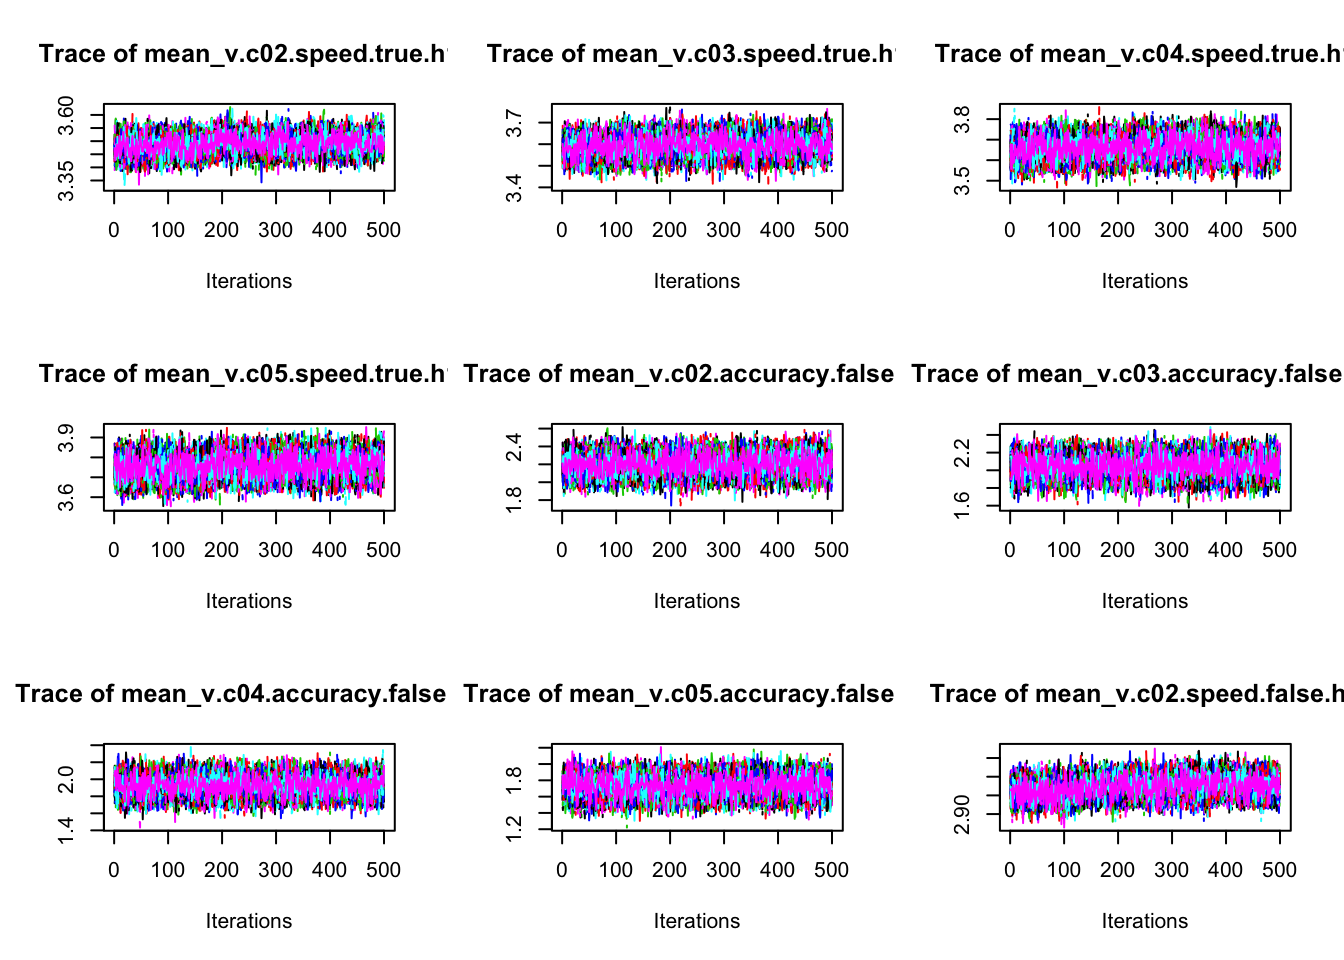 Trace of mean_v.c02.speed.true.h
3.60
3.35
0 100 200 300 400 500
Iterations
Trace of mean_v.c03.speed.true.h
3.7
3.4
0 100 200 300 400 500
Iterations
Trace of mean_v.c04.speed.true.h
3.8
3.5
0 100 200 300 400 500
Iterations
Trace of mean_v.c05.speed.true.h
3.9
3.6
0 100 200 300 400 500
Iterations
Trace of mean_v.c02.accuracy.false
2.4
1.8
0 100 200 300 400 500
Iterations
Trace of mean_v.c03.accuracy.false
2.2
1.6
0 100 200 300 400 500
Iterations
Trace of mean_v.c04.accuracy.false
2.0
1.4
0 100 200 300 400 500
Iterations
Trace of mean_v.c05.accuracy.false
1.8
1.2
0 100 200 300 400 500
Iterations
Trace of mean_v.c02.speed.false.h
2.90
0 100 200 300 400 500
Iterations